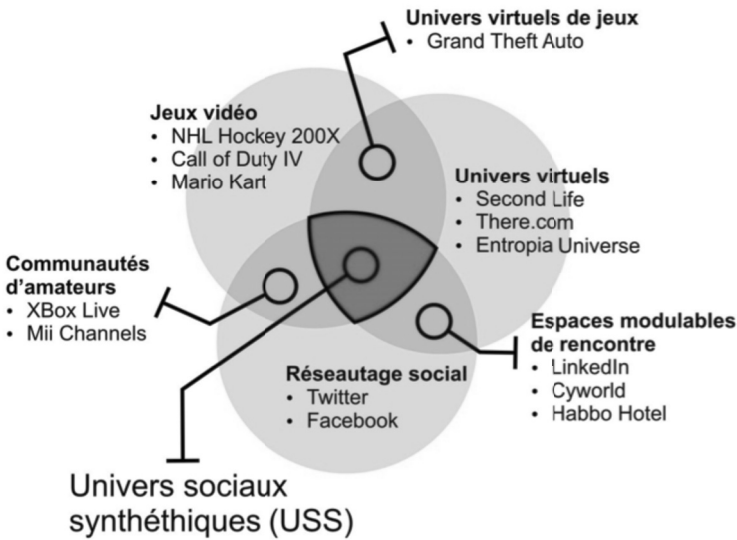 Univers virtuels de jeux
• Grand Theft Auto
Jeux vidéo
• NHL Hockey 200X
• Call of Duty IV
• Mario Kart
Univers virtuels
• Second Life
• There.com
• Entropia Universe
Communautés
d'amateurs
• XBox Live
• Mii Channels
Espaces modulables
de rencontre
• LinkedIn
• Cyworld
• Habbo Hotel
Réseautage social
• Twitter
• Facebook
Univers sociaux
synthéthiques (USS)